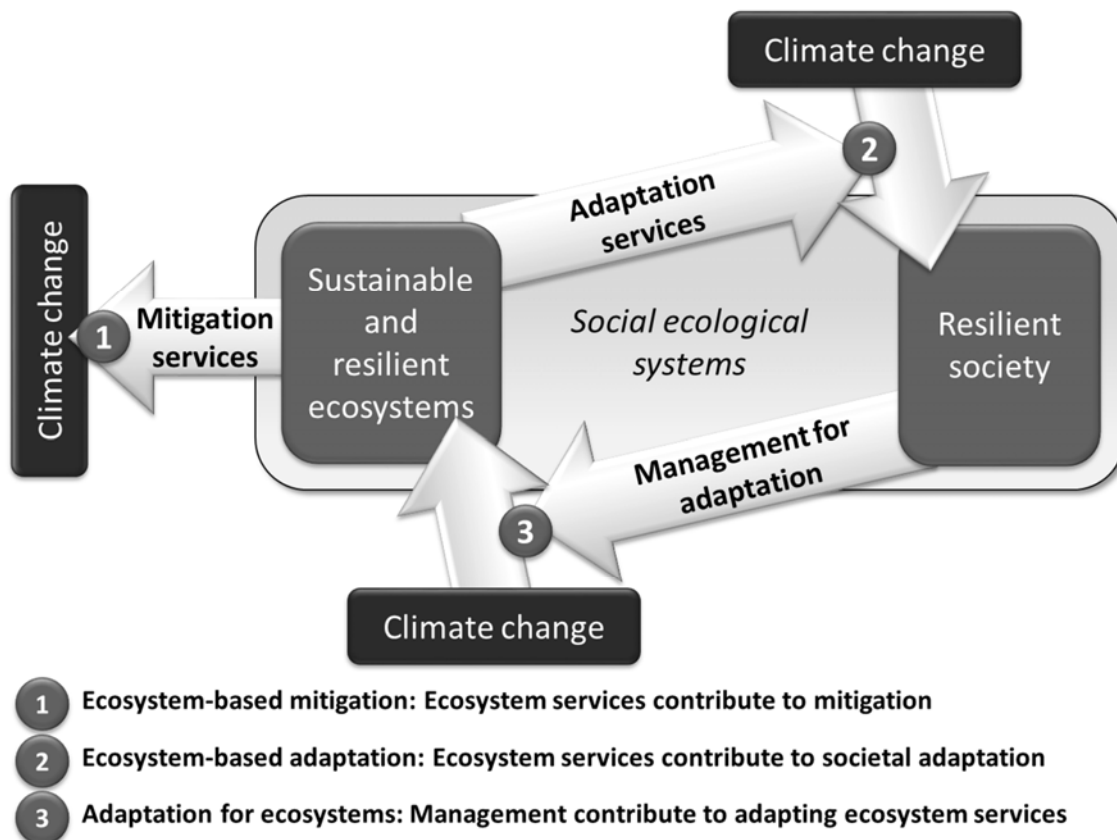 Climate change
2
Adaptation
services
Climate change
1
Mitigation
services
Sustainable
and
resilient
ecosystems
Social ecological
systems
Resilient
society
Management for
adaptation
3
Climate change
1 Ecosystem-based mitigation: Ecosystem services contribute to mitigation
2 Ecosystem-based adaptation: Ecosystem services contribute to societal adaptation
3 Adaptation for ecosystems: Management contribute to adapting ecosystem services